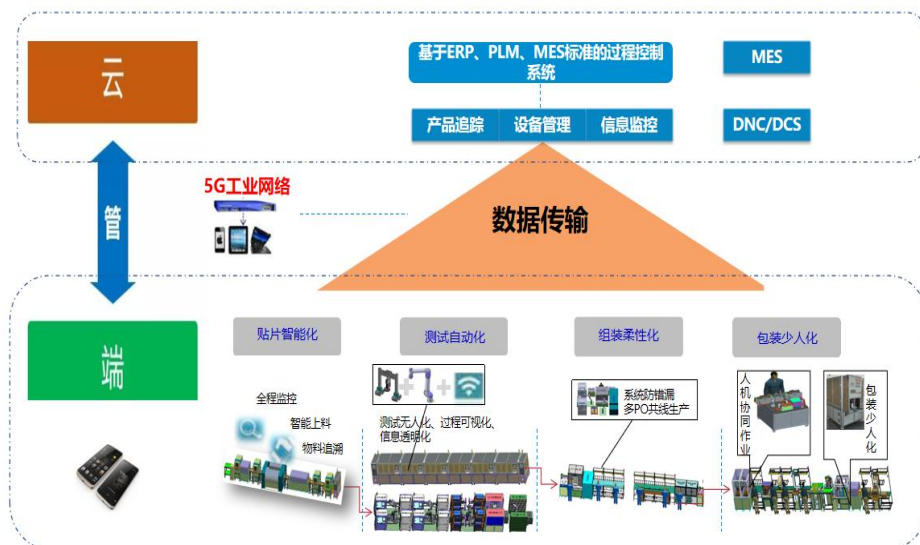 云
基于ERP、PLM、MES标准的过程控制
系统
MES
产品追踪
设备管理
信息监控
DNC/DCS
管
5G工业网络
数据传输
端
贴片智能化
测试自动化
组装柔性化
包装少人化
全程监控
智能上料
物料追溯
测试无人化、过程可视化、
信息透明化
系统防错漏
多PO共线生产
人机协同作业
包装少人化